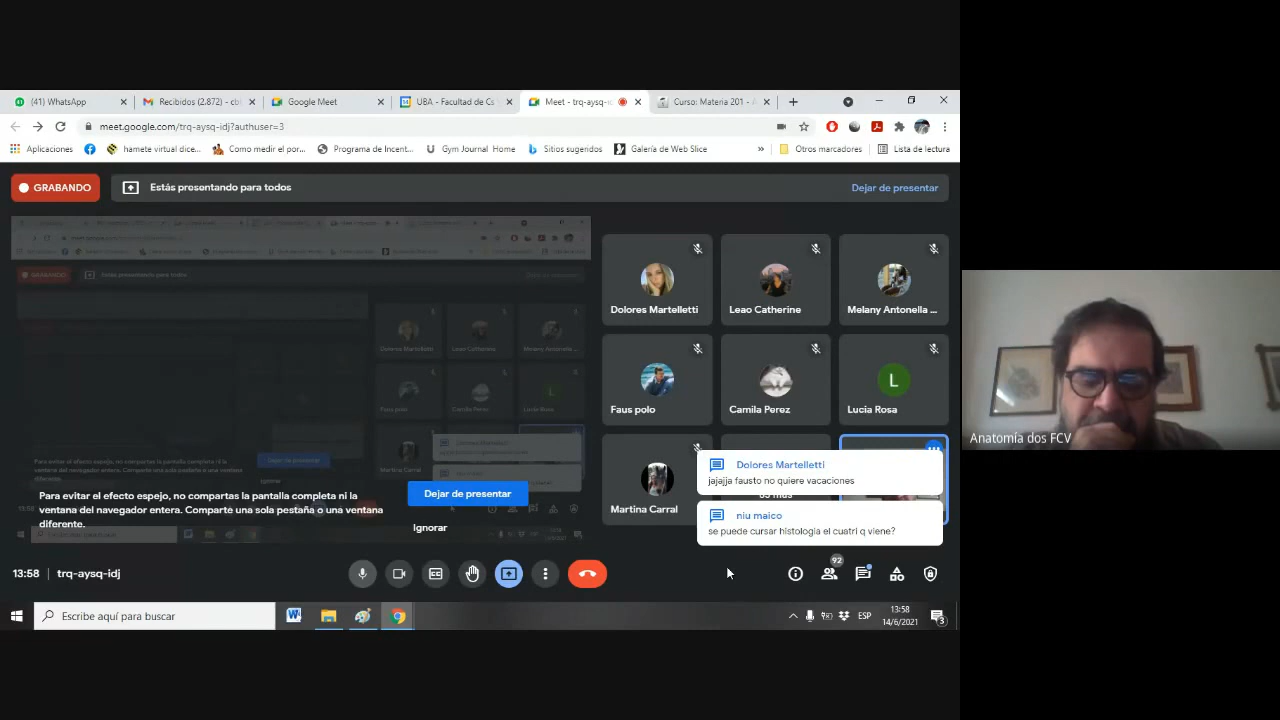 (41) WhatsApp
Recibidos (2.872) - cbl
Google Meet
UBA - Facultad de Cs V
Meet - trq-aysq-id
Curso: Materia 201 - A
meet.google.com/trq-aysq-idj?authuser=3
Aplicaciones
hamete virtual dice...
Como medir el por...
Programa de Incent...
Gym Journal Home
Sitios sugeridos
Galería de Web Slice
»
Otros marcadores
Lista de lectura
GRABANDO
Estás presentando para todos
Dejar de presentar
Dolores Martelletti
Leao Catherine
Melany Antonella ...
Faus polo
Camila Perez
L
Lucia Rosa
Martina Carral
Dolores Martelletti
jajajja fausto no quiere vacaciones
niu maico
se puede cursar histologia el cuatri q viene?
Para evitar el efecto espejo, no compartas la pantalla completa ni la
ventana del navegador entera. Comparte una sola pestaña o una ventana
diferente.
Dejar de presentar
Ignorar
Anatomía dos FCV
13:58 | trq-aysq-idj
92
Escribe aquí para buscar
ESP
13:58
14/6/2021
3